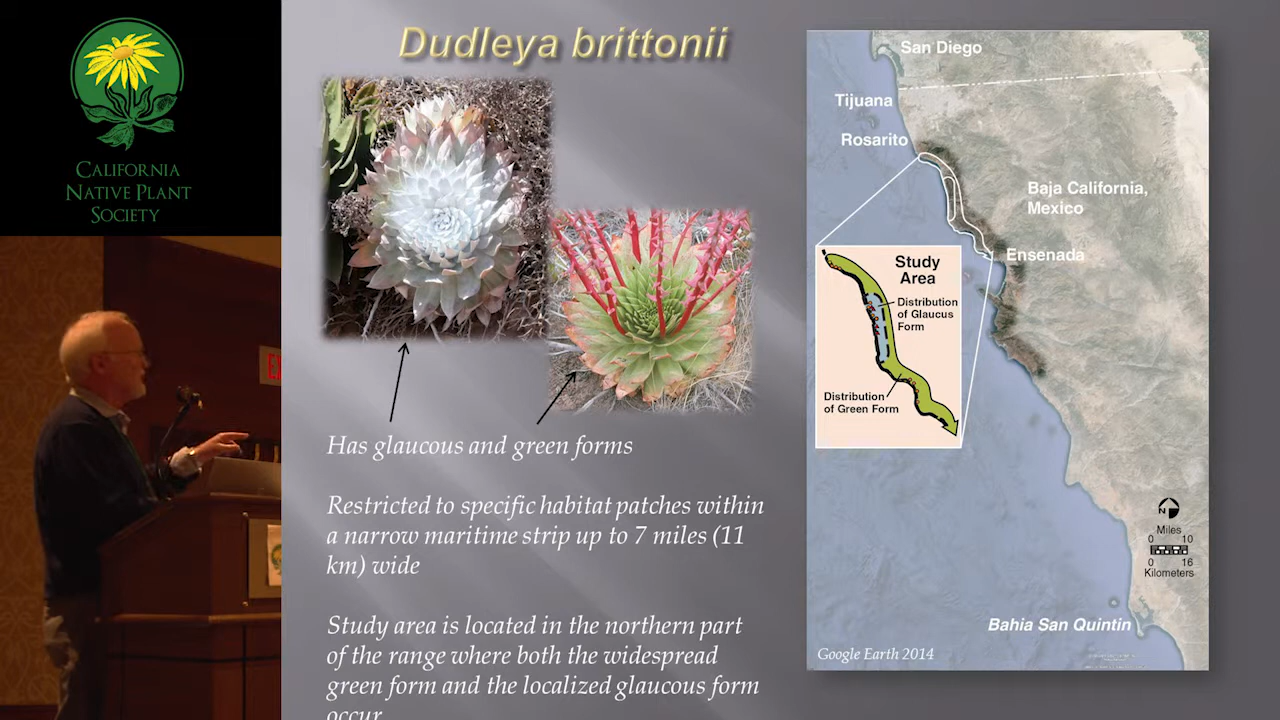 CALIFORNIA
NATIVE PLANT
SOCIETY
Dudleya brittonii
Has glaucous and green forms
Restricted to specific habitat patches within
a narrow maritime strip up to 7 miles (11
km) wide
Study area is located in the northern part
of the range where both the widespread
green form and the localized glaucous form
occur
San Diego
Tijuana
Rosarito
Baja California,
Mexico
Ensenada
Study
Area
Distribution
of Glaucus
Form
Distribution
of Green Form
N
Miles
0 10
0 16
Kilometers
Bahia San Quintin
Google Earth 2014